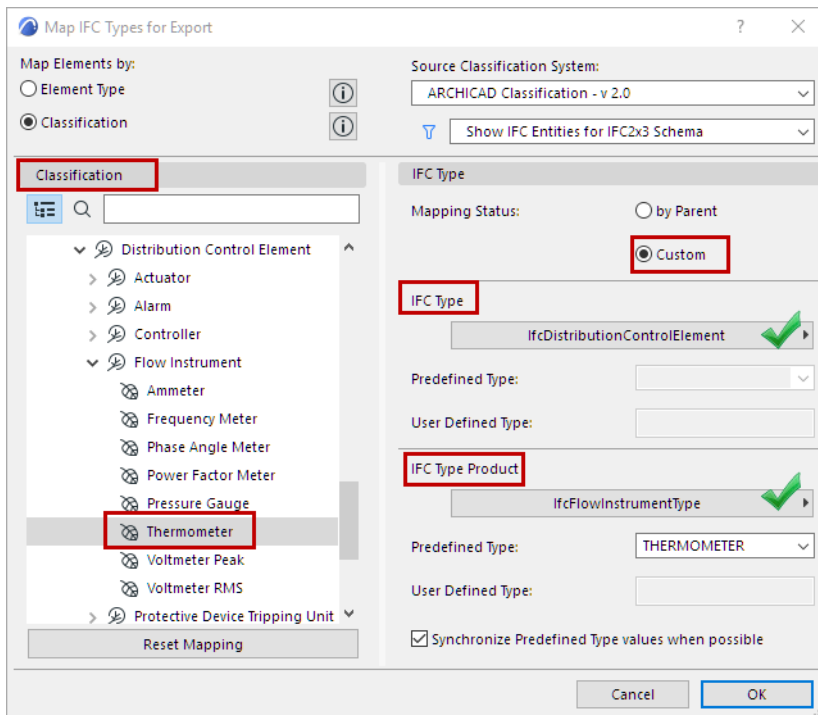 Map IFC Types for Export
Map Elements by:
Element Type
Classification
Source Classification System:
ARCHICAD Classification - v 2.0
Show IFC Entities for IFC2x3 Schema
Classification
Distribution Control Element
Actuator
Alarm
Controller
Flow Instrument
Ammeter
Frequency Meter
Phase Angle Meter
Power Factor Meter
Pressure Gauge
Thermometer
Voltmeter Peak
Voltmeter RMS
Protective Device Tripping Unit
Reset Mapping
IFC Type
Mapping Status:
by Parent
Custom
IFC Type
IfcDistributionControlElement
Predefined Type:
User Defined Type:
IFC Type Product
IfcFlowInstrumentType
Predefined Type:
THERMOMETER
User Defined Type:
Synchronize Predefined Type values when possible
Cancel
OK